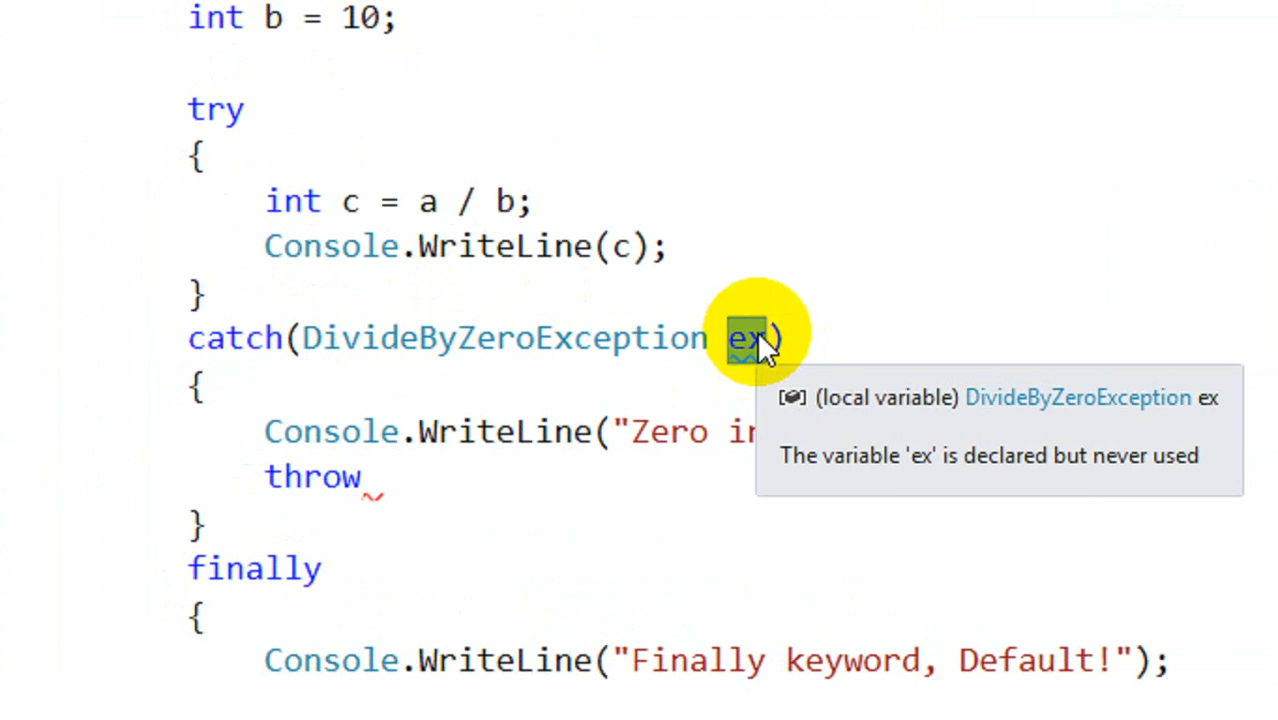 int b = 10;
try
{
int c = a / b;
Console.WriteLine(c);
}
catch(DivideByZeroException ex)
{
(local variable) DivideByZeroException ex
Console.WriteLine("Zero
The variable 'ex' is declared but never used
throw
}
finally
{
Console.WriteLine("Finally keyword, Default!");